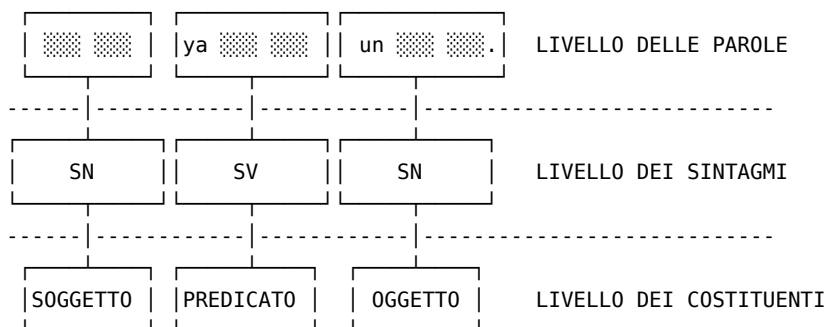 ya un . LIVELLO DELLE PAROLE
SN SV SN LIVELLO DEI SINTAGMI
SOGGETTO PREDICATO OGGETTO LIVELLO DEI COSTITUENTI